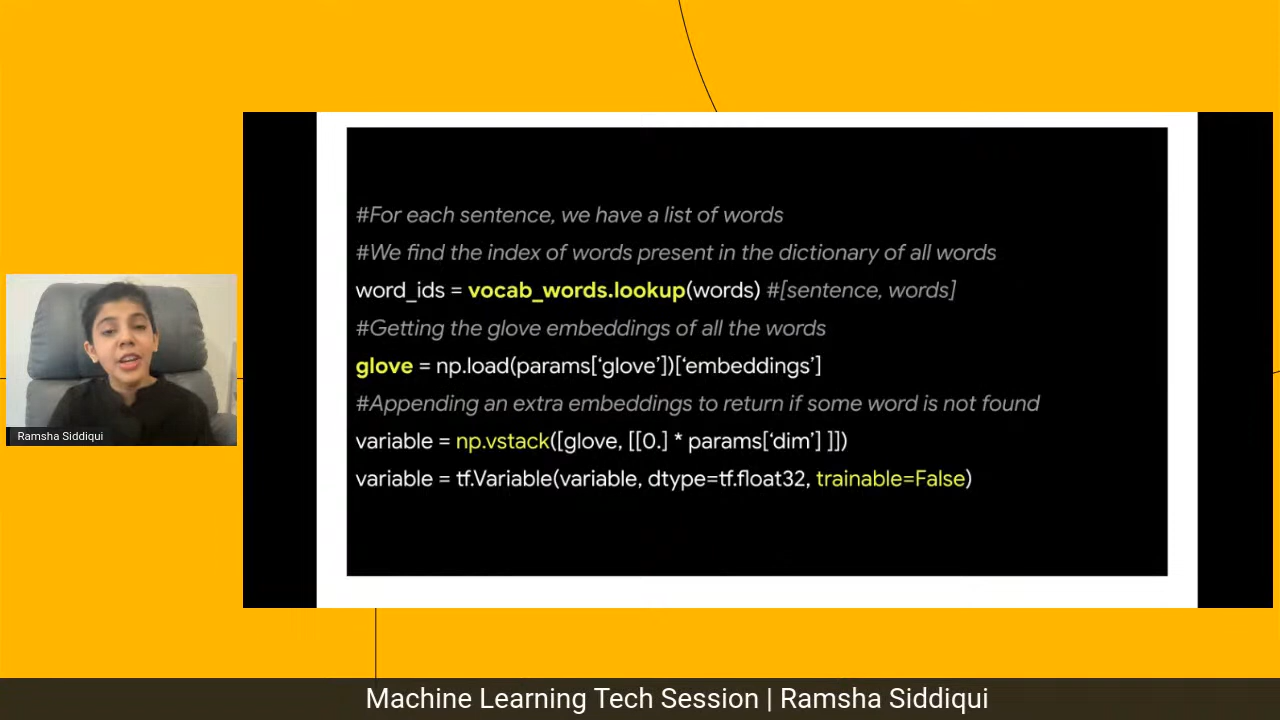 #For each sentence, we have a list of words
#We find the index of words present in the dictionary of all words
word_ids = vocab_words.lookup(words) #[sentence, words]
#Getting the glove embeddings of all the words
glove = np.load(params[‘glove’])[‘embeddings’]
#Appending an extra embeddings to return if some word is not found
variable = np.vstack([glove, [[0.] * params[‘dim’] ]])
variable = tf.Variable(variable, dtype=tf.float32, trainable=False)
Ramsha Siddiqui
Machine Learning Tech Session | Ramsha Siddiqui